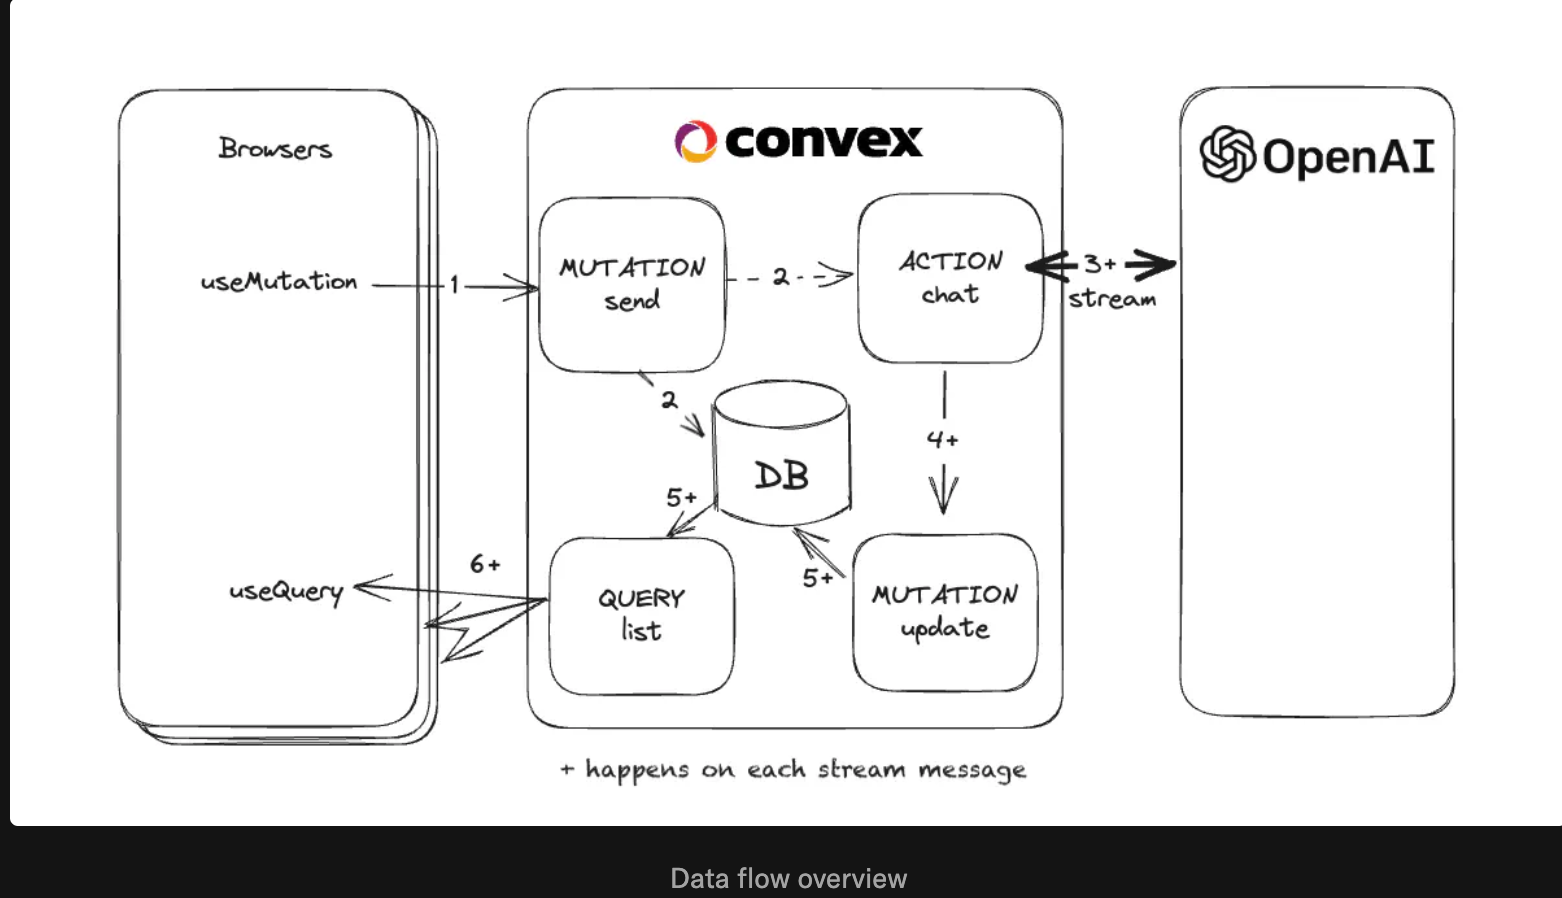 Browsers
convex
OpenAI
useMutation
1
MUTATION
send
2
ACTION
chat
3+
stream
2
DB
4+
5+
5+
6+
useQuery
QUERY
list
MUTATION
update
+ happens on each stream message
Data flow overview